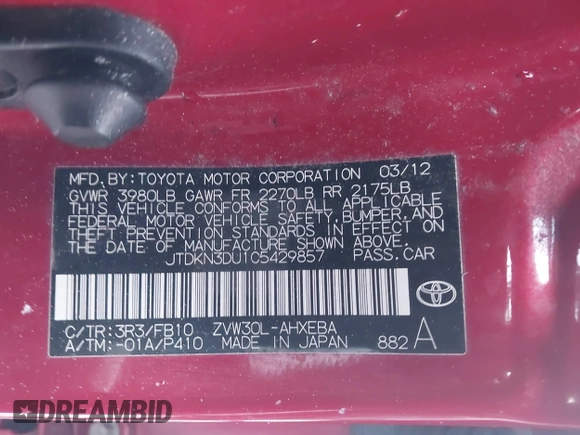 MFD.BY:TOYOTA MOTOR CORPORATION 03/12
GVWR 3980LB GAWR FR 2270LB RR 2175LB
THIS VEHICLE CONFORMS TO ALL APPLICABLE
FEDERAL MOTOR VEHICLE SAFETY,BUMPER,AND
THEFT PREVENTION STANDARDS IN EFFECT ON
THE DATE OF MANUFACTURE SHOWN ABOVE.
JTDKN3DU1C5429857 PASS.CAR
C/TR:3R3/FB10 ZVW30L-AHXEBA
A/TM:-01A/P410 MADE IN JAPAN 882 A
DREAMBID